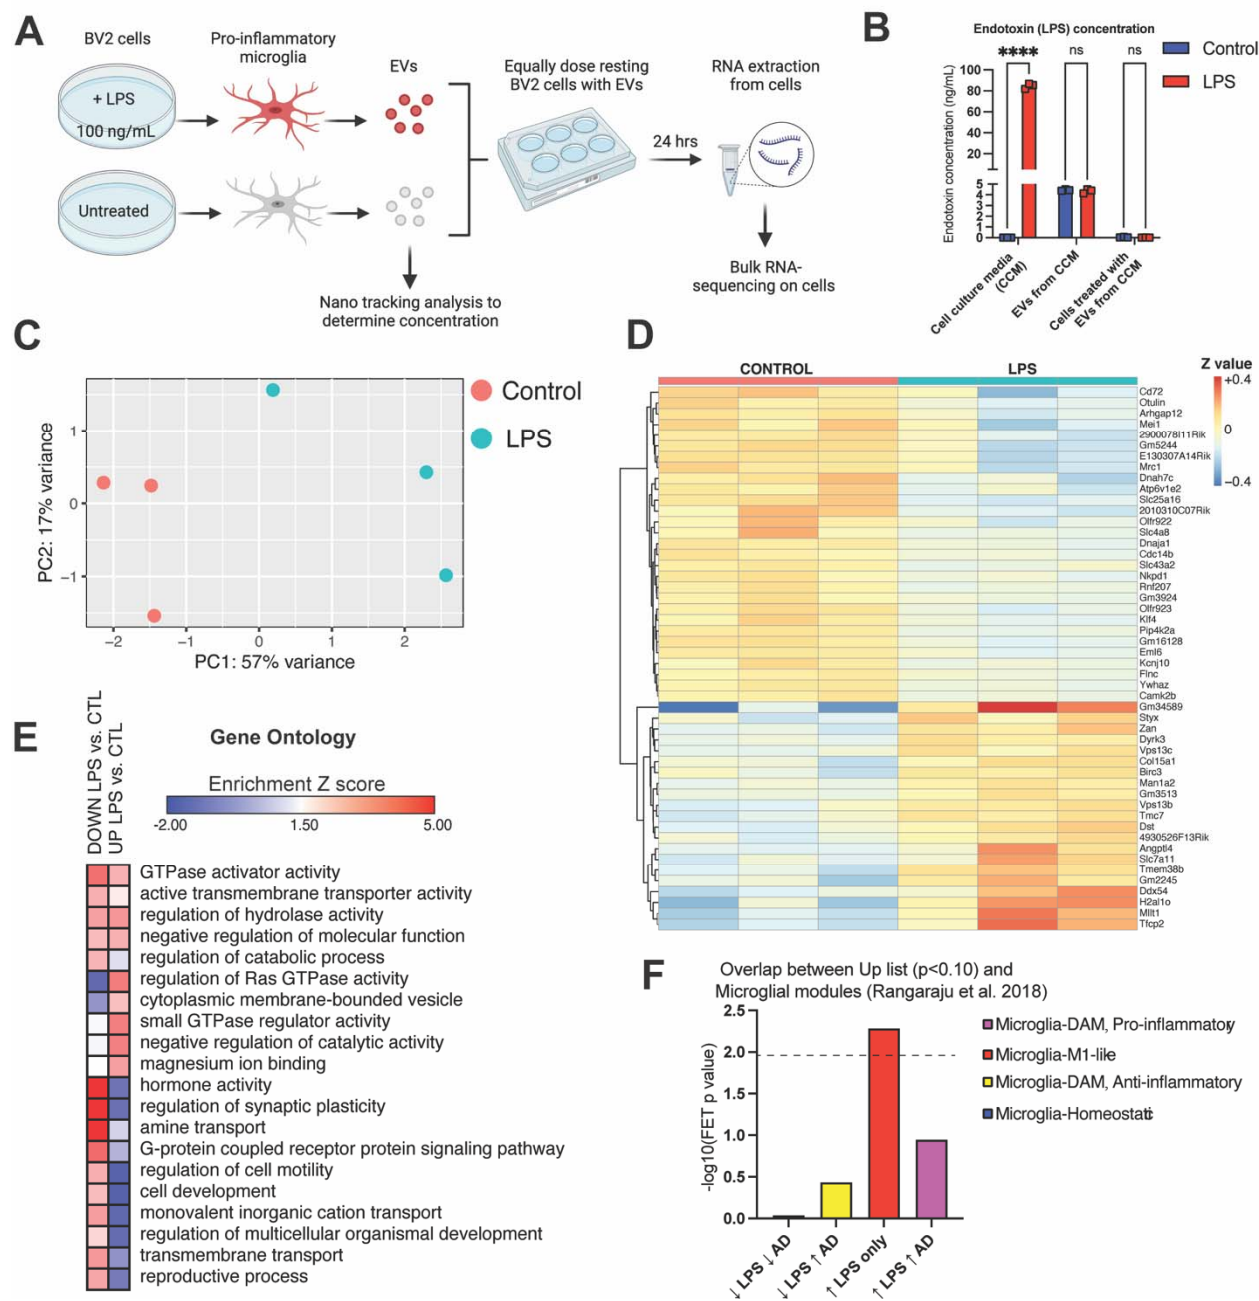 A
BV2 cells
Pro-inflammatory
microglia
EVs
Equally dose resting
BV2 cells with EVs
RNA extraction
from cells
+ LPS
100 ng/mL
24 hrs
Untreated
Nano tracking analysis to
determine concentration
Bulk RNA-
sequencing on cells
B
Endotoxin (LPS) concentration
**** ns ns
Control
LPS
Endotoxin concentration (ng/mL)
100
80
60
40
20
5
4
3
2
1
0
Cell culture media
(CCM)
EVs from CCM
Cells treated with
EVs from CCM
C
Control
LPS
PC2: 17% variance
1
0
−1
−2 −1 0 1 2
PC1: 57% variance
D
CONTROL LPS
Z value
+0.4
0
−0.4
Cd72
Otulin
Arhgap12
Mei1
2900078I11Rik
Gm5244
E130307A14Rik
Mrc1
Dnah7c
Atp6v1e2
Slc25a16
2010310C07Rik
Olfr922
Slc4a8
Dnaja1
Cdc14b
Slc43a2
Nkpd1
Rnf207
Gm3924
Olfr923
Klf4
Pip4k2a
Gm16128
Eml6
Kcnj10
Flnc
Ywhaz
Camk2b
Gm34589
Styx
Zan
Dyrk3
Vps13c
Col15a1
Birc3
Man1a2
Gm3513
Vps13b
Tmc7
Dst
4930526F13Rik
Angptl4
Slc7a11
Tmem38b
Gm2245
Ddx54
H2al1o
Mllt1
Tfcp2
E
DOWN LPS vs. CTL
UP LPS vs. CTL
Gene Ontology
Enrichment Z score
-2.00 1.50 5.00
GTPase activator activity
active transmembrane transporter activity
regulation of hydrolase activity
negative regulation of molecular function
regulation of catabolic process
regulation of Ras GTPase activity
cytoplasmic membrane-bounded vesicle
small GTPase regulator activity
negative regulation of catalytic activity
magnesium ion binding
hormone activity
regulation of synaptic plasticity
amine transport
G-protein coupled receptor protein signaling pathway
regulation of cell motility
cell development
monovalent inorganic cation transport
regulation of multicellular organismal development
transmembrane transport
reproductive process
F
Overlap between Up list (p<0.10) and
Microglial modules (Rangaraju et al. 2018)
-log10(FET p value)
2.5
2.0
1.5
1.0
0.5
0.0
↓ LPS ↓ AD
↓ LPS ↑ AD
↑ LPS only
↑ LPS ↑ AD
Microglia-DAM, Pro-inflammatory
Microglia-M1-like
Microglia-DAM, Anti-inflammatory
Microglia-Homeostatic